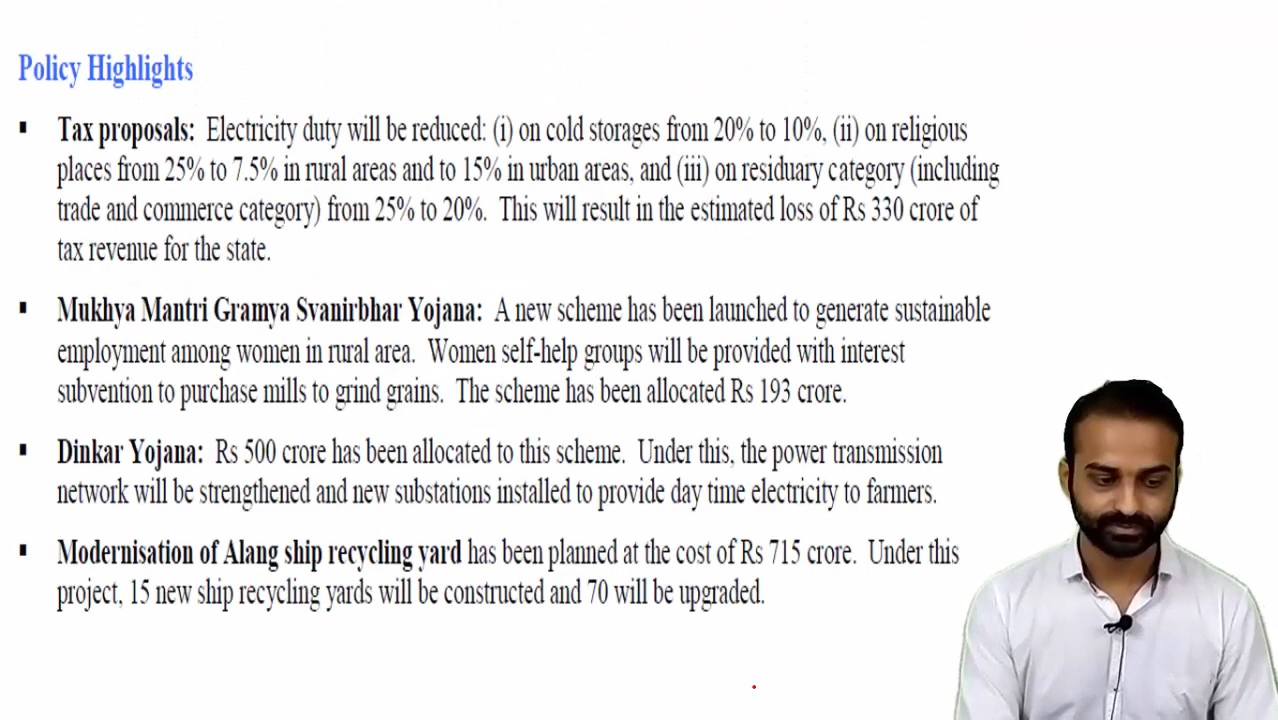 Policy Highlights
▪ Tax proposals: Electricity duty will be reduced: (i) on cold storages from 20% to 10%, (ii) on religious
places from 25% to 7.5% in rural areas and to 15% in urban areas, and (iii) on residuary category (including
trade and commerce category) from 25% to 20%. This will result in the estimated loss of Rs 330 crore of
tax revenue for the state.
▪ Mukhya Mantri Gramya Svanirbhar Yojana: A new scheme has been launched to generate sustainable
employment among women in rural area. Women self-help groups will be provided with interest
subvention to purchase mills to grind grains. The scheme has been allocated Rs 193 crore.
▪ Dinkar Yojana: Rs 500 crore has been allocated to this scheme. Under this, the power transmission
network will be strengthened and new substations installed to provide day time electricity to farmers.
▪ Modernisation of Alang ship recycling yard has been planned at the cost of Rs 715 crore. Under this
project, 15 new ship recycling yards will be constructed and 70 will be upgraded.